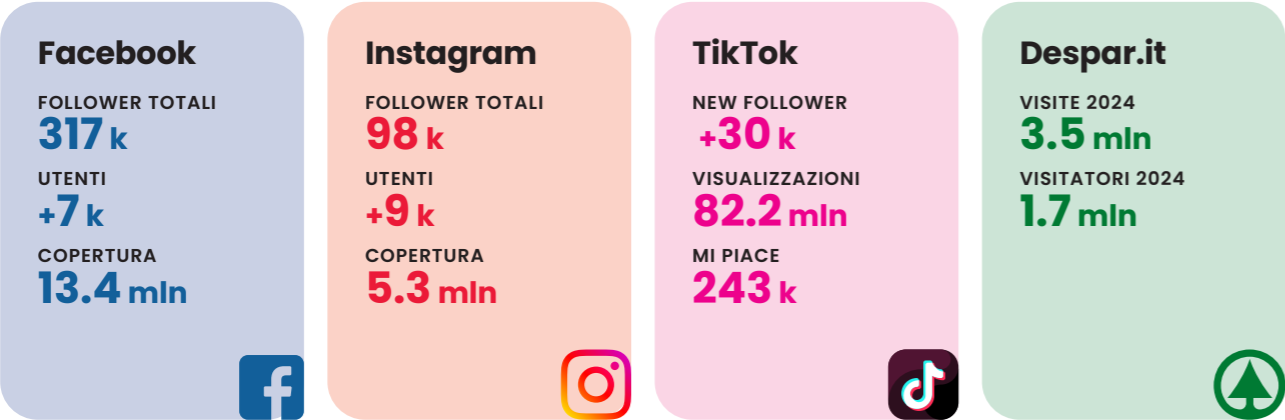 Facebook
FOLLOWER TOTALI
317 k
UTENTI
+7 k
COPERTURA
13.4 mln
Instagram
FOLLOWER TOTALI
98 k
UTENTI
+9 k
COPERTURA
5.3 mln
TikTok
NEW FOLLOWER
+30 k
VISUALIZZAZIONI
82.2 mln
MI PIACE
243 k
Despar.it
VISITE 2024
3.5 mln
VISITATORI 2024
1.7 mln